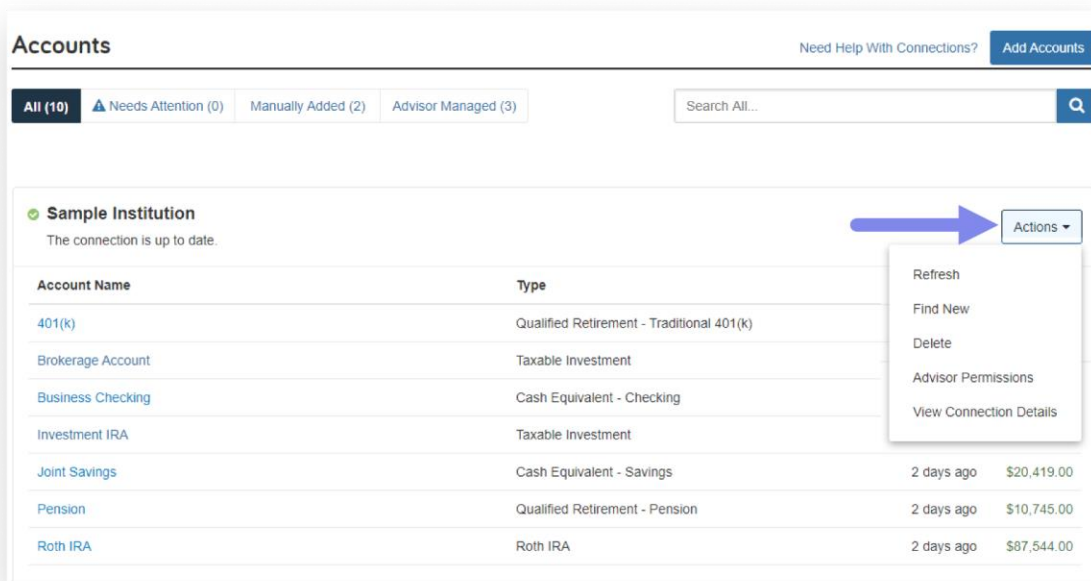 Accounts
Need Help With Connections? Add Accounts
All (10) Needs Attention (0) Manually Added (2) Advisor Managed (3) Search All...
Sample Institution
The connection is up to date.
Actions
Refresh
Find New
Delete
Advisor Permissions
View Connection Details
Account Name Type
401(k) Qualified Retirement - Traditional 401(k)
Brokerage Account Taxable Investment
Business Checking Cash Equivalent - Checking
Investment IRA Taxable Investment
Joint Savings Cash Equivalent - Savings 2 days ago $20,419.00
Pension Qualified Retirement - Pension 2 days ago $10,745.00
Roth IRA Roth IRA 2 days ago $87,544.00